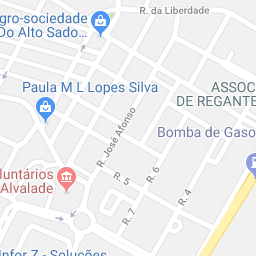 R. da Liberdade
gro-sociedade
Do Alto Sado...
Paula M L Lopes Silva
ASSOC
DE REGANTE
R. José Afonso
Bomba de Gaso
luntários
Alvalade
R. 5
R. 6
R. 4
R. 7
Infor Z - Soluções